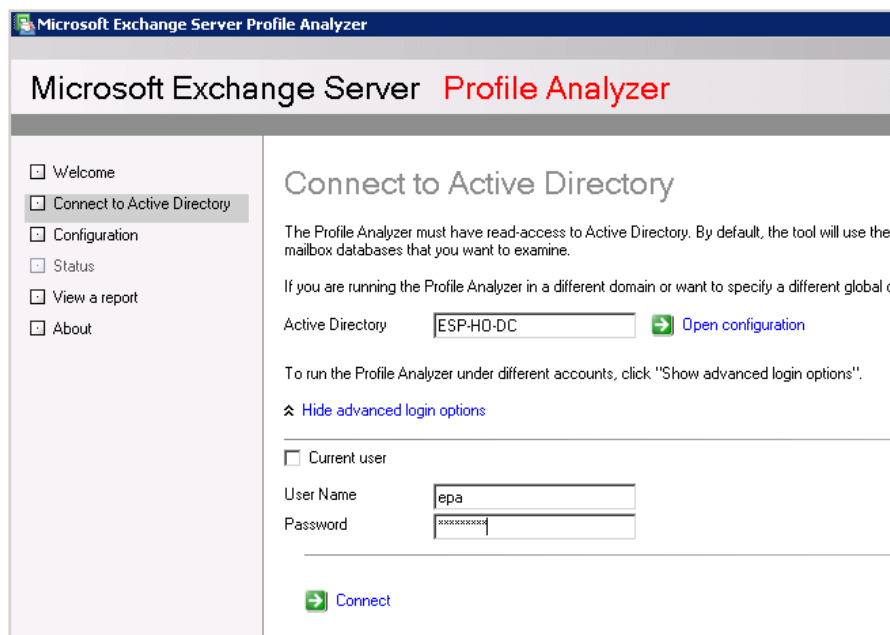 Microsoft Exchange Server Profile Analyzer
Microsoft Exchange Server Profile Analyzer
Welcome
Connect to Active Directory
Configuration
Status
View a report
About
Connect to Active Directory
The Profile Analyzer must have read-access to Active Directory. By default, the tool will use the
mailbox databases that you want to examine.
If you are running the Profile Analyzer in a different domain or want to specify a different global
Active Directory ESP-HO-DC Open configuration
To run the Profile Analyzer under different accounts, click "Show advanced login options".
Hide advanced login options
Current user
User Name epa
Password *********
Connect